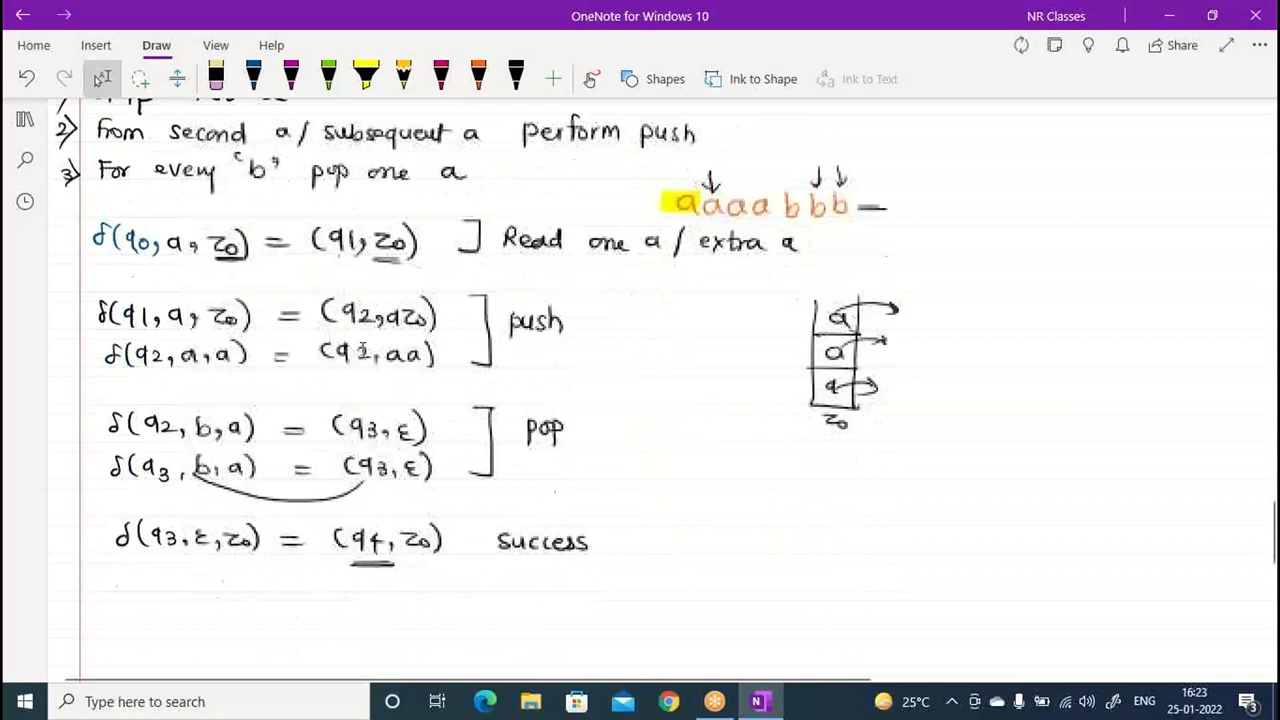 OneNote for Windows 10
NR Classes
Home Insert Draw View Help
Share
Shapes Ink to Shape Ink to Text
2) From second a/ subsequent a perform push
3) For every "b" pop one a
a a a a b b b
δ(q0, a, z0) = (q1, z0) ] Read one a / extra a
δ(q1, a, z0) = (q2, az0)
push
δ(q2, a, a) = (q2, aa)
a
a
a
z0
δ(q2, b, a) = (q3, ε)
pop
δ(q3, b, a) = (q3, ε)
δ(q3, ε, z0) = (qf, z0) success
Type here to search
25°C
ENG
16:23
25-01-2022
3